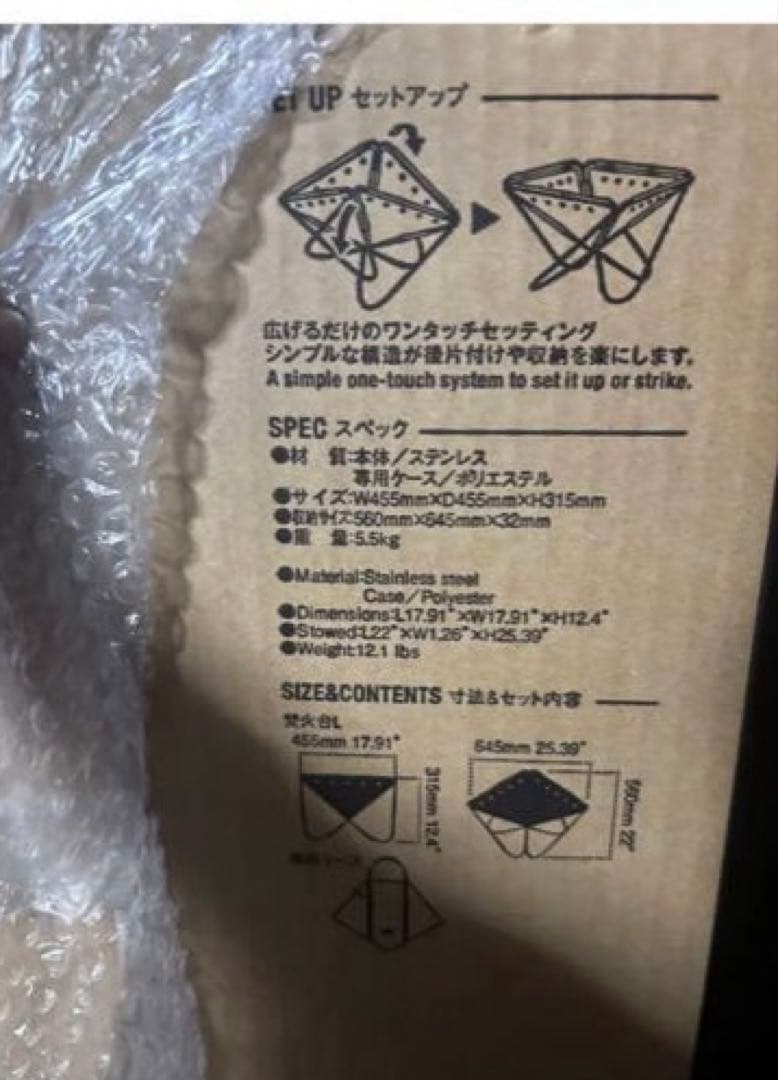 ET UP セットアップ
広げるだけのワンタッチセッティング
シンプルな構造が後片付けや収納を楽にします。
A simple one-touch system to set it up or strike.
SPEC スペック
●材　質:本体／ステンレス
専用ケース／ポリエステル
●サイズ:W455mm×D455mm×H315mm
●収納サイズ:560mm×645mm×32mm
●重　量:5.5kg
●Material:Stainless steel
Case／Polyester
●Dimensions:L17.91"×W17.91"×H12.4"
●Stowed:L22"×W1.26"×H25.39"
●Weight:12.1 lbs
SIZE&CONTENTS 寸法&セット内容
焚火台L
455mm 17.91"
645mm 25.39"
315mm 12.4"
560mm 22"
専用ケース